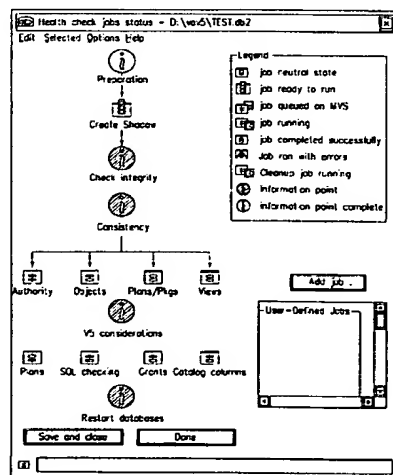 Health check jobs status - D:\vav5\TEST.db2
Edit Selected Options Help
Preparation
Create Shadow
Check integrity
Consistency
Authority Objects Plans/Pkgs Views
V5 considerations
Plans SQL checking Grants Catalog columns
Restart databases
Save and close Done
Legend
job neutral state
job ready to run
job queued on MVS
job running
job completed successfully
Job ran with errors
Cleanup job running
Information point
information point complete
Add job .
User-Defined Jobs